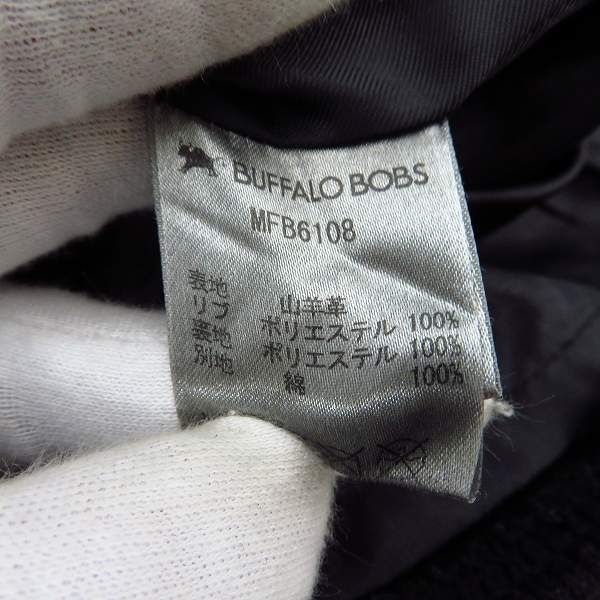 BUFFALO BOBS
MFB6108
表地 山羊革
リブ ポリエステル 100%
裏地 ポリエステル 100%
別地 綿 100%